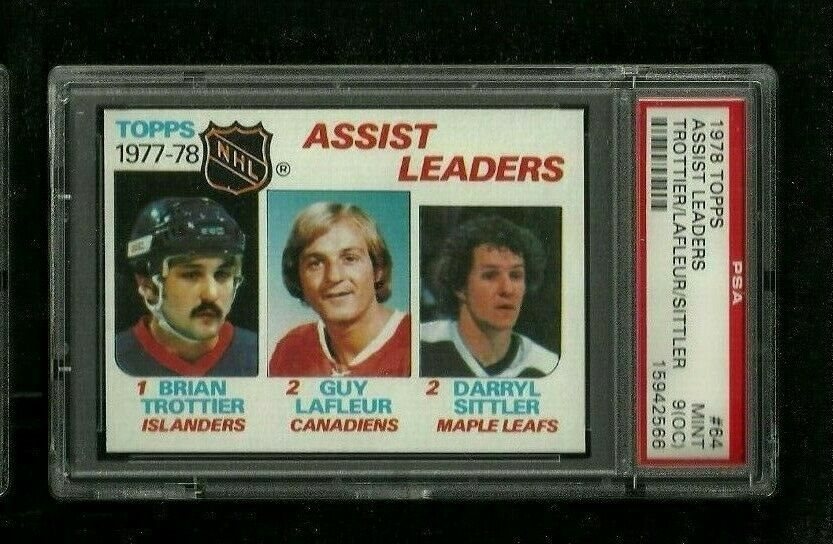 TOPPS
1977-78
NHL
®
ASSIST
LEADERS
1 BRIAN
TROTTIER
ISLANDERS
2 GUY
LAFLEUR
CANADIENS
2 DARRYL
SITTLER
MAPLE LEAFS
PSA
1978 TOPPS #64
ASSIST LEADERS MINT
TROTTIER/LAFLEUR/SITTLER 9(OC)
15942566